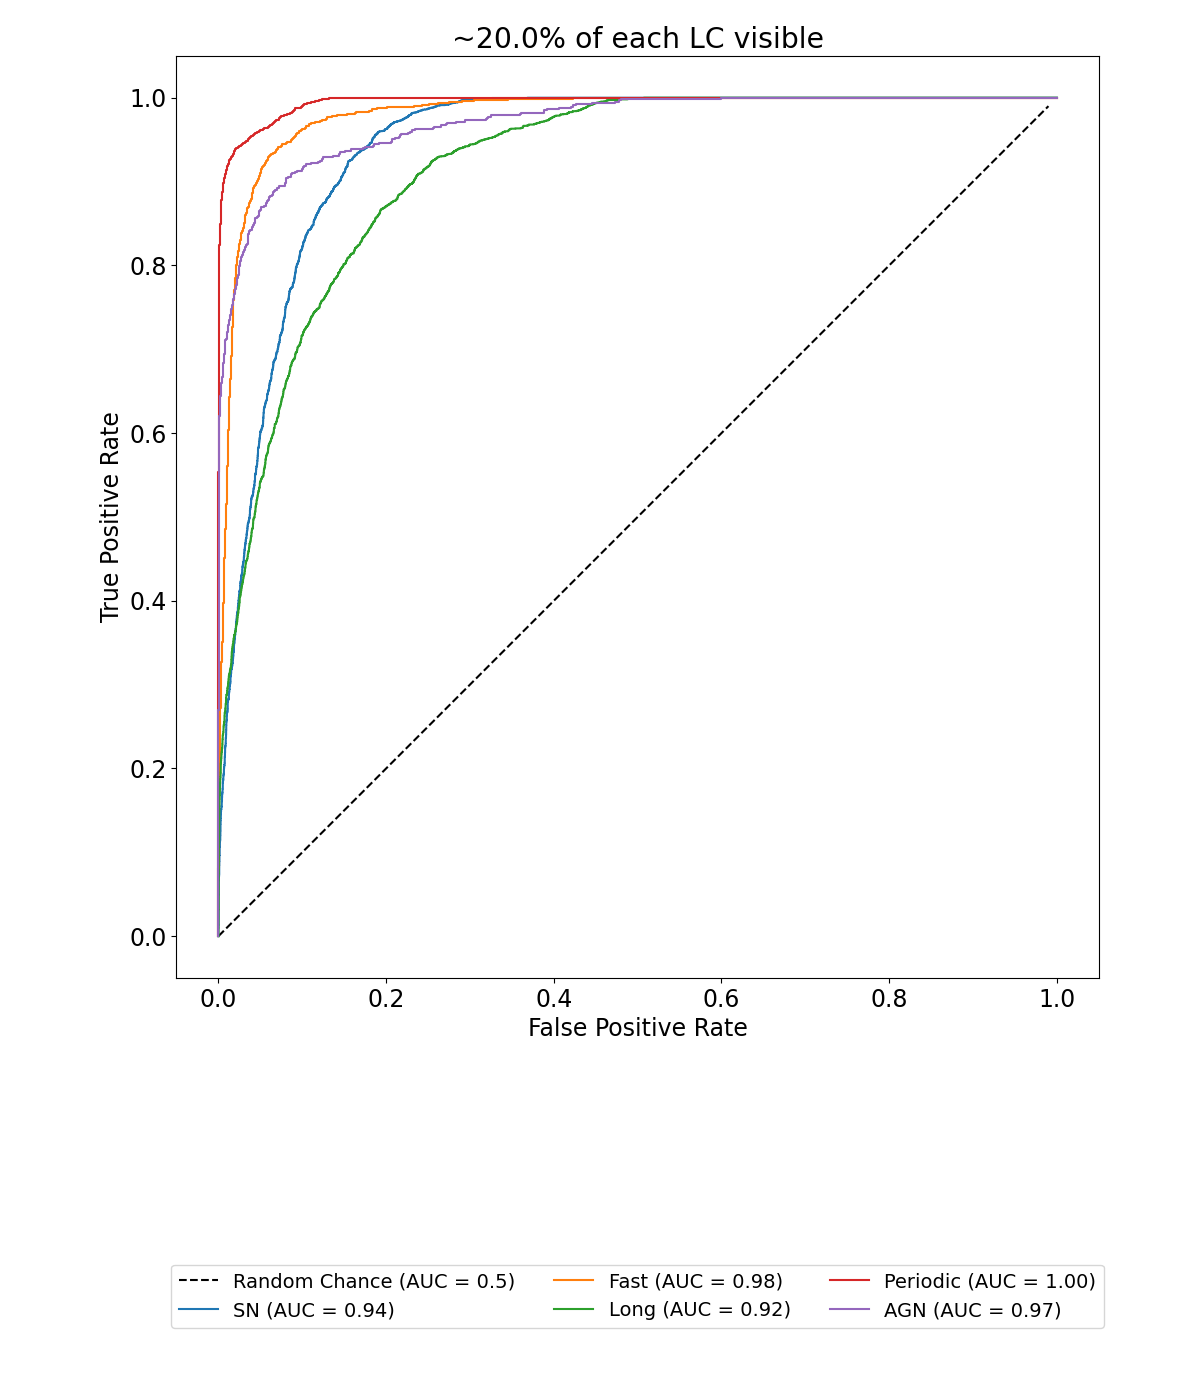 ~20.0% of each LC visible
True Positive Rate
1.0
0.8
0.6
0.4
0.2
0.0
0.0 0.2 0.4 0.6 0.8 1.0
False Positive Rate
Random Chance (AUC = 0.5) Fast (AUC = 0.98) Periodic (AUC = 1.00)
SN (AUC = 0.94) Long (AUC = 0.92) AGN (AUC = 0.97)